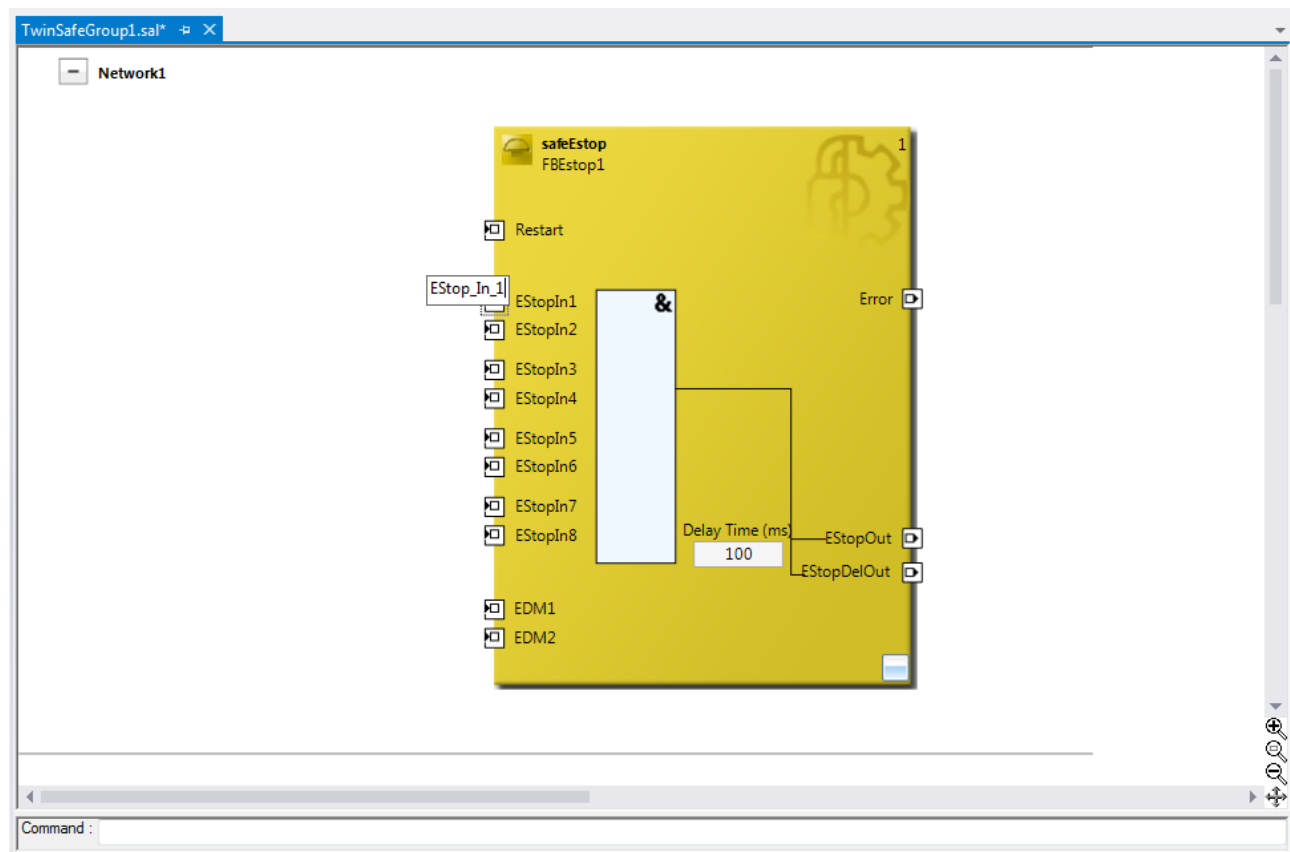 TwinSafeGroup1.sal*
Network1
safeEstop
FBEstop1
1
Restart
EStop_In_1
EStopIn1
&
Error
EStopIn2
EStopIn3
EStopIn4
EStopIn5
EStopIn6
EStopIn7
EStopIn8
Delay Time (ms)
100
EStopOut
EStopDelOut
EDM1
EDM2
Command :